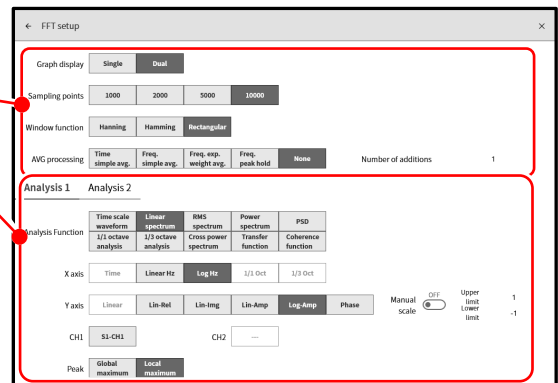 ← FFT setup ×
Graph display Single Dual
Sampling points 1000 2000 5000 10000
Window function Hanning Hamming Rectangular
AVG processing Time simple avg. Freq. simple avg. Freq. exp. weight avg. Freq. peak hold None Number of additions 1
Analysis 1 Analysis 2
Analysis Function Time scale waveform Linear spectrum RMS spectrum Power spectrum PSD
1/1 octave analysis 1/3 octave analysis Cross power spectrum Transfer function Coherence function
X axis Time Linear Hz Log Hz 1/1 Oct 1/3 Oct
Y axis Linear Lin-Rel Lin-Img Lin-Amp Log-Amp Phase Manual scale OFF Upper limit 1
Lower limit -1
CH1 S1-CH1 CH2 ---
Peak Global maximum Local maximum